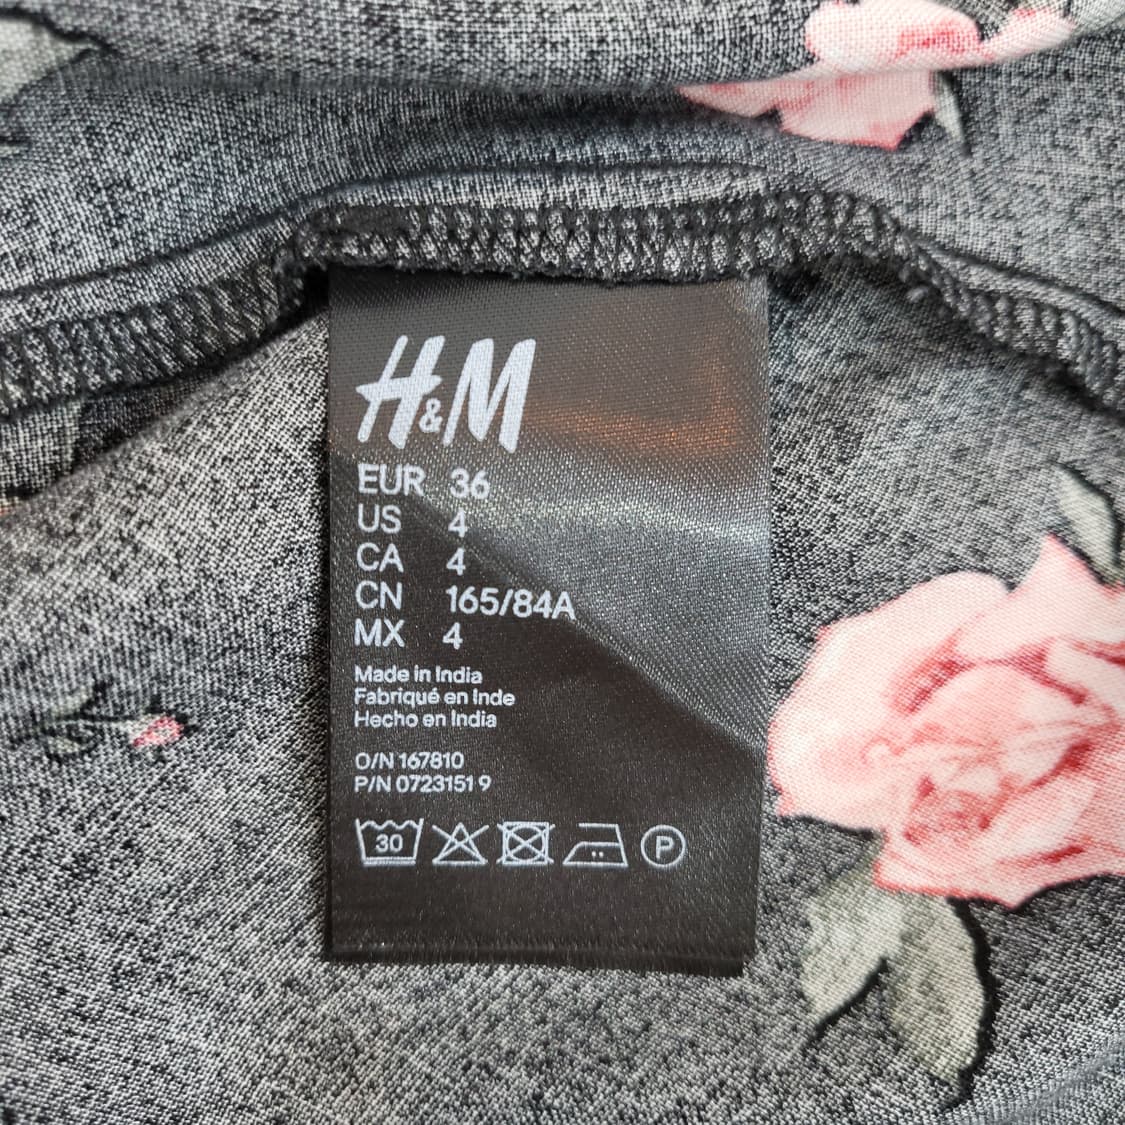 H&M
EUR 36
US 4
CA 4
CN 165/84A
MX 4
Made in India
Fabriqué en Inde
Hecho en India
O/N 167810
P/N 0723151 9
30
P